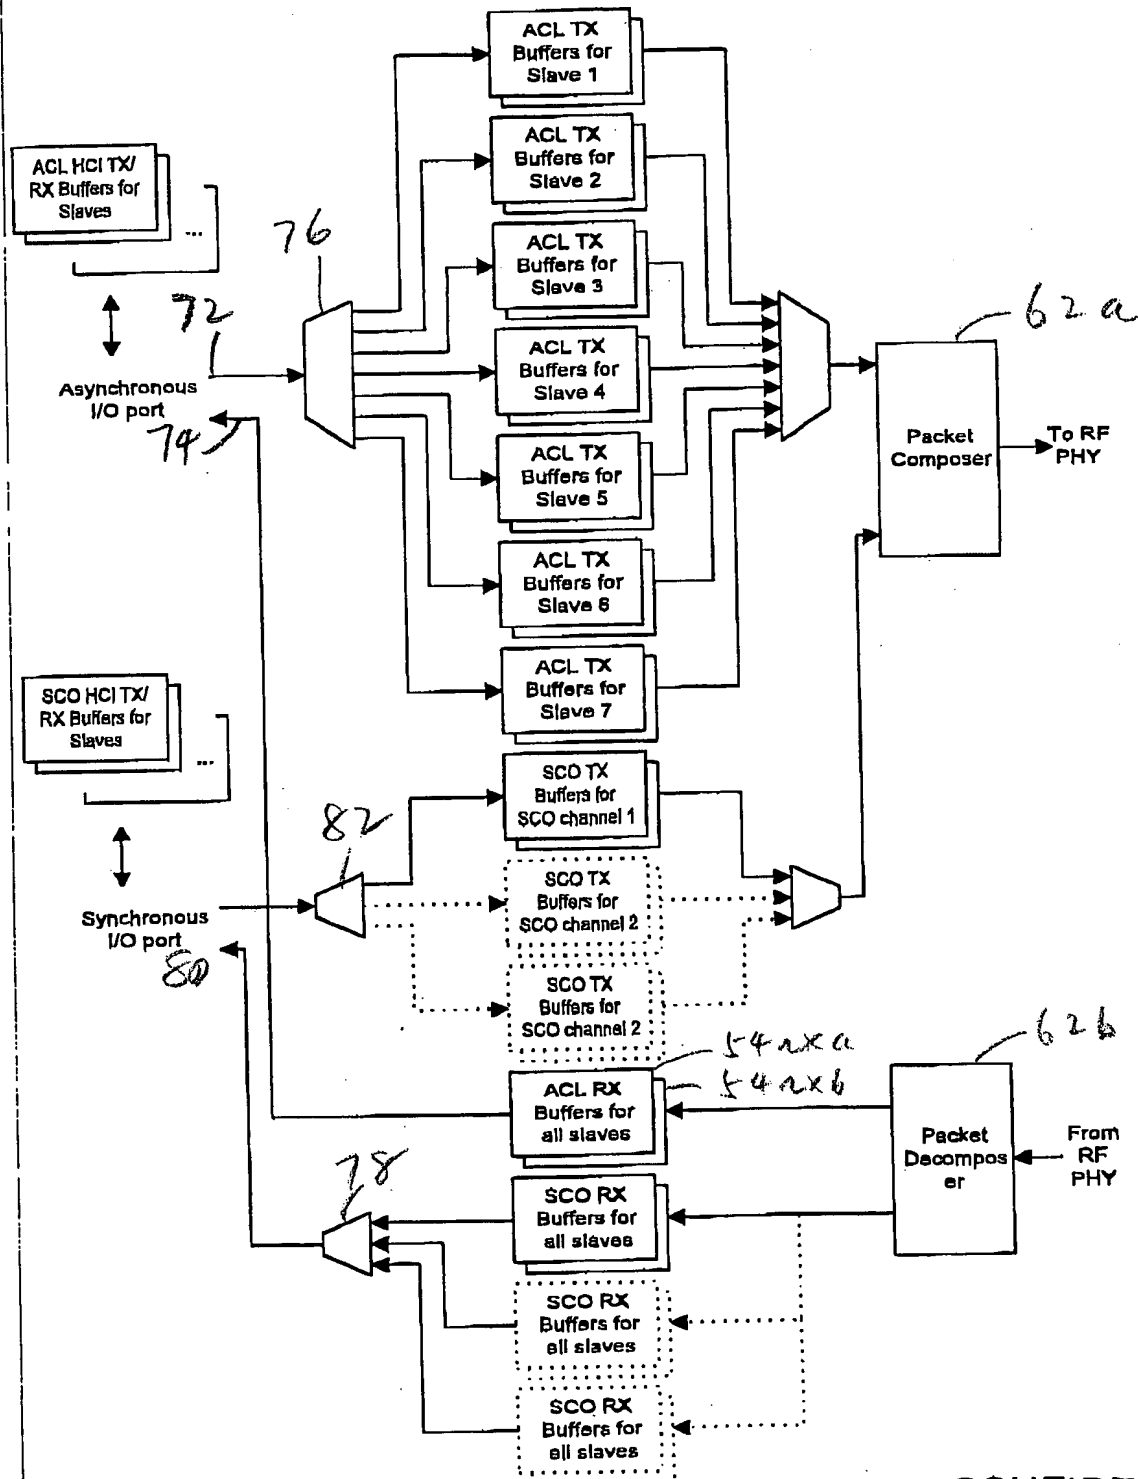 ACL TX
Buffers for
Slave 1
ACL TX
Buffers for
Slave 2
ACL HCI TX/
RX Buffers for
Slaves
...
76
ACL TX
Buffers for
Slave 3
72
62a
ACL TX
Buffers for
Slave 4
Asynchronous
I/O port
74
Packet
Composer
To RF
PHY
ACL TX
Buffers for
Slave 5
ACL TX
Buffers for
Slave 6
ACL TX
Buffers for
Slave 7
SCO HCI TX/
RX Buffers for
Slaves
...
SCO TX
Buffers for
SCO channel 1
82
SCO TX
Buffers for
SCO channel 2
Synchronous
I/O port
80
SCO TX
Buffers for
SCO channel 2
54rxa
54rxb
62b
ACL RX
Buffers for
all slaves
Packet
Decompos
er
From
RF
PHY
78
SCO RX
Buffers for
all slaves
SCO RX
Buffers for
all slaves
SCO RX
Buffers for
all slaves